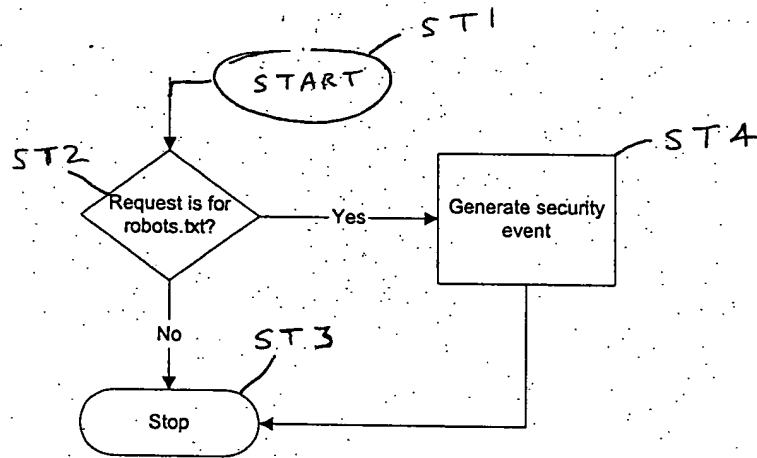 ST1
START
ST2
Request is for
robots.txt?
Yes
Generate security
event
ST4
No
ST3
Stop